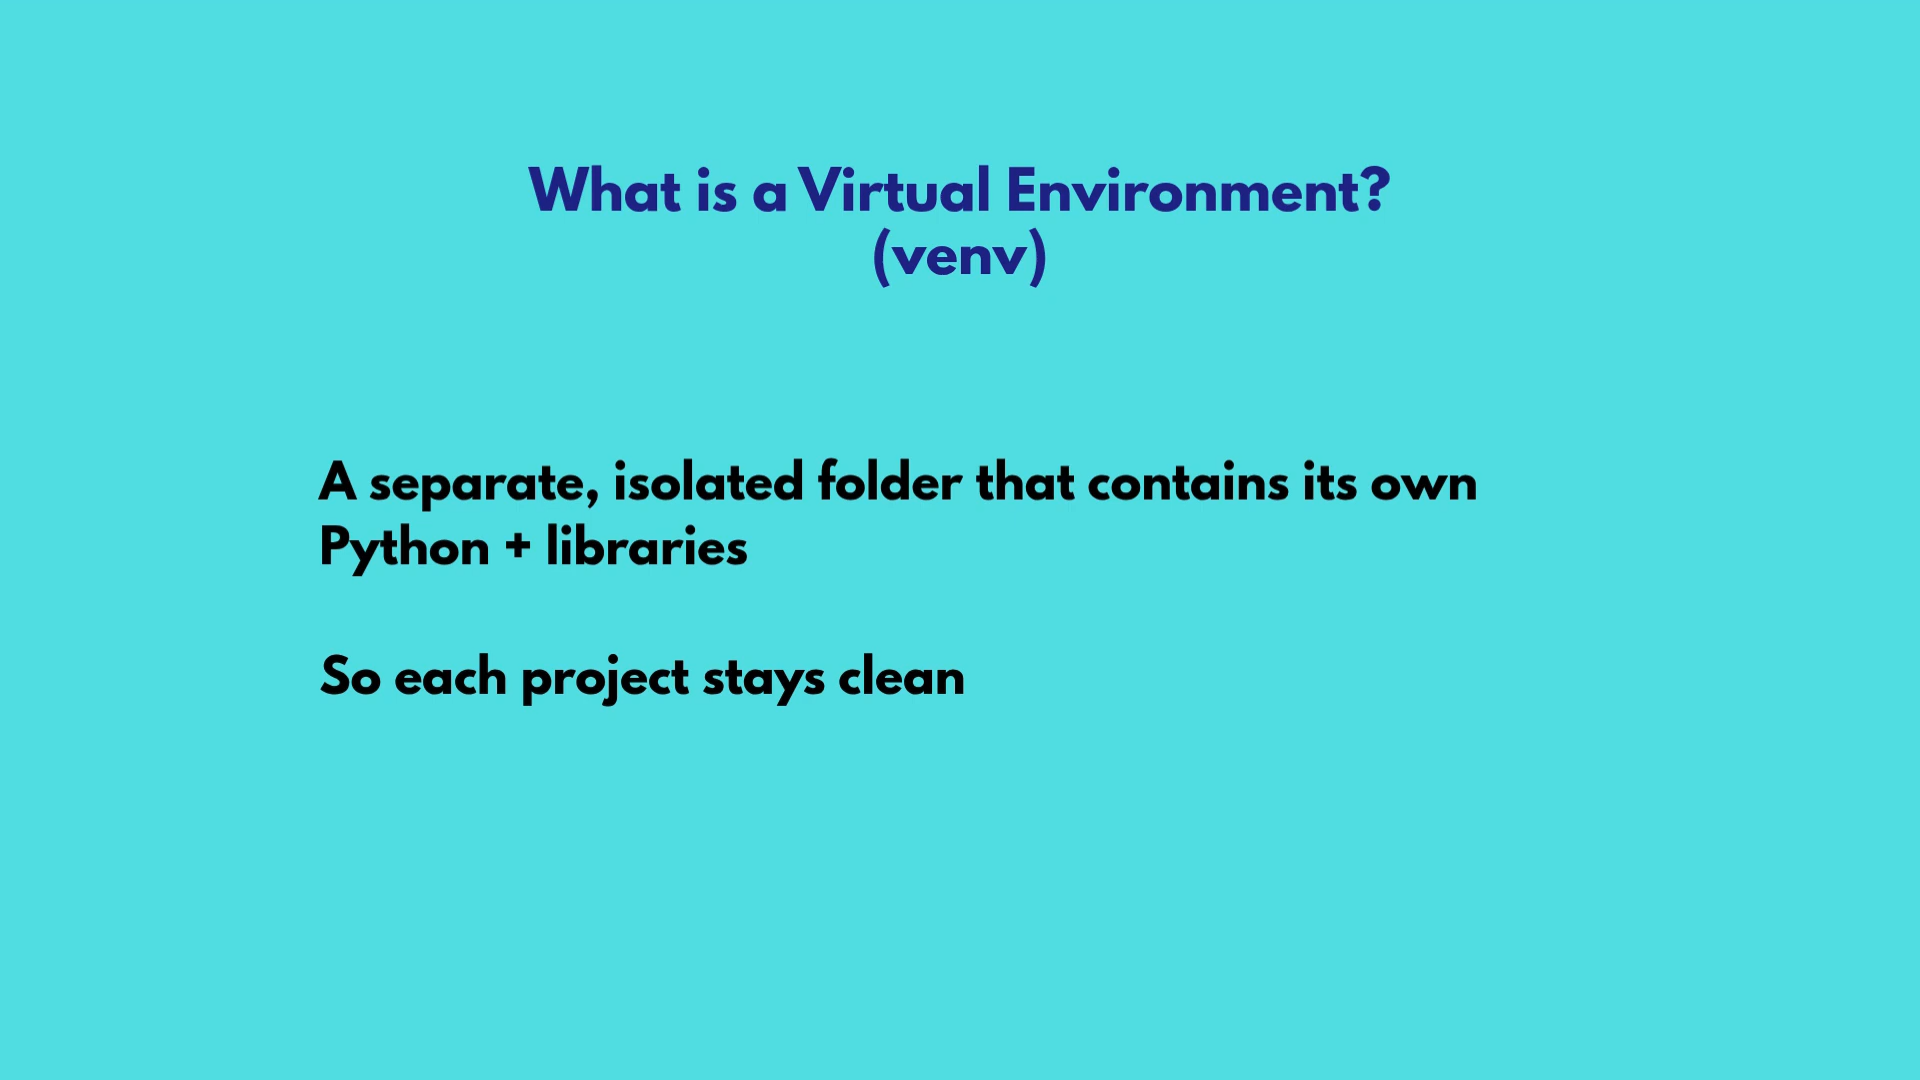 What is a Virtual Environment?
(venv)
A separate, isolated folder that contains its own
Python + libraries
So each project stays clean